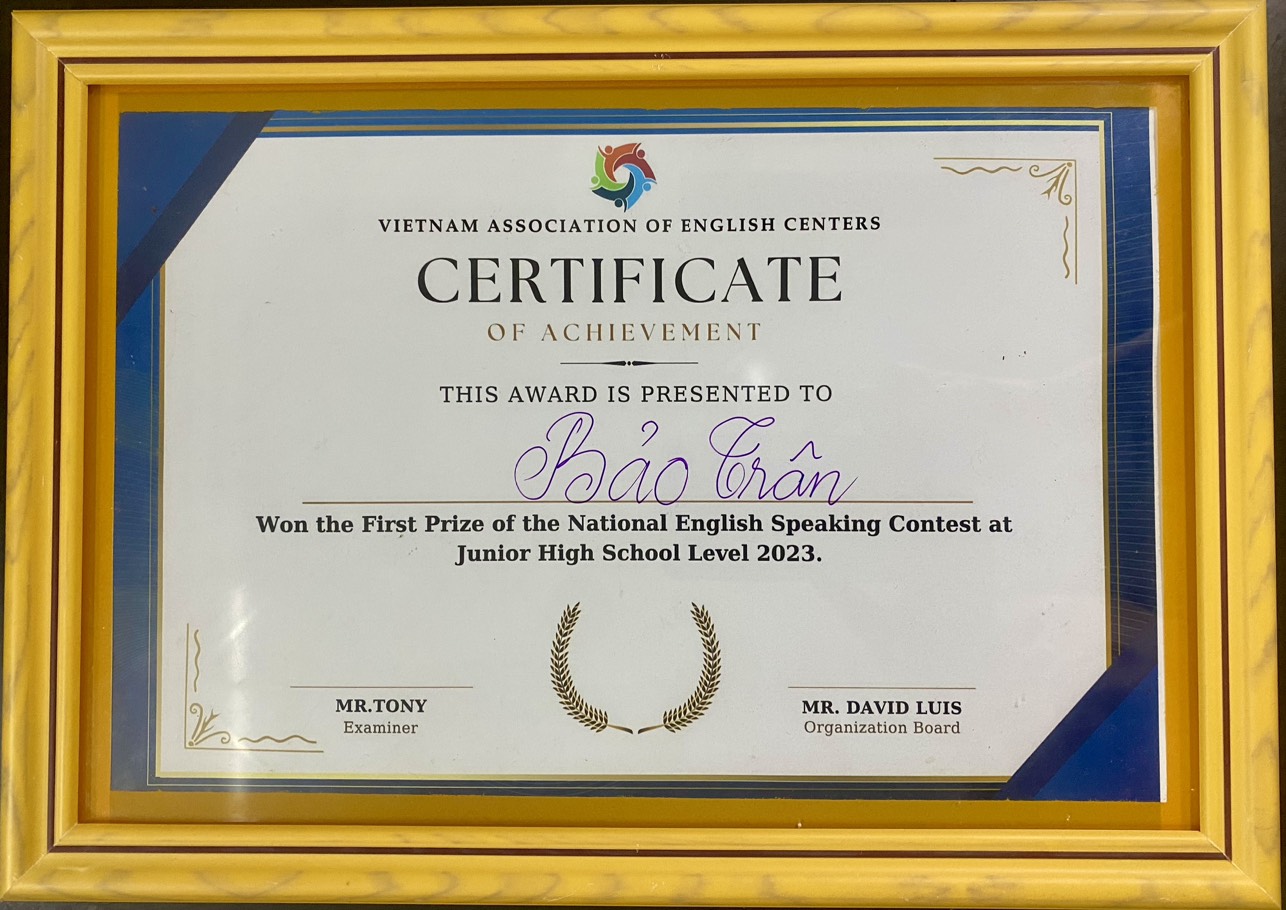 VIETNAM ASSOCIATION OF ENGLISH CENTERS
CERTIFICATE
OF ACHIEVEMENT
THIS AWARD IS PRESENTED TO
Bảo Trân
Won the First Prize of the National English Speaking Contest at
Junior High School Level 2023.
MR.TONY
Examiner
MR. DAVID LUIS
Organization Board